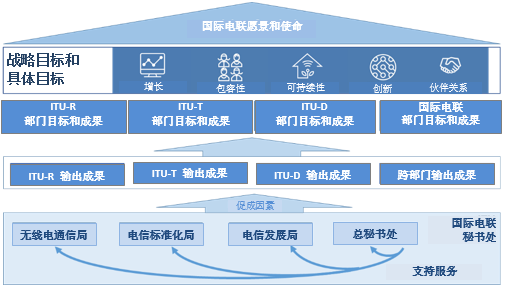 国际电联愿景和使命
战略目标和
具体目标
增长
包容性
可持续性
创新
伙伴关系
ITU-R
部门目标和成果
ITU-T
部门目标和成果
ITU-D
部门目标和成果
国际电联
部门目标和成果
ITU-R 输出成果
ITU-T 输出成果
ITU-D 输出成果
跨部门输出成果
促成因素
无线电通信局
电信标准化局
电信发展局
总秘书处
国际电联
秘书处
支持服务